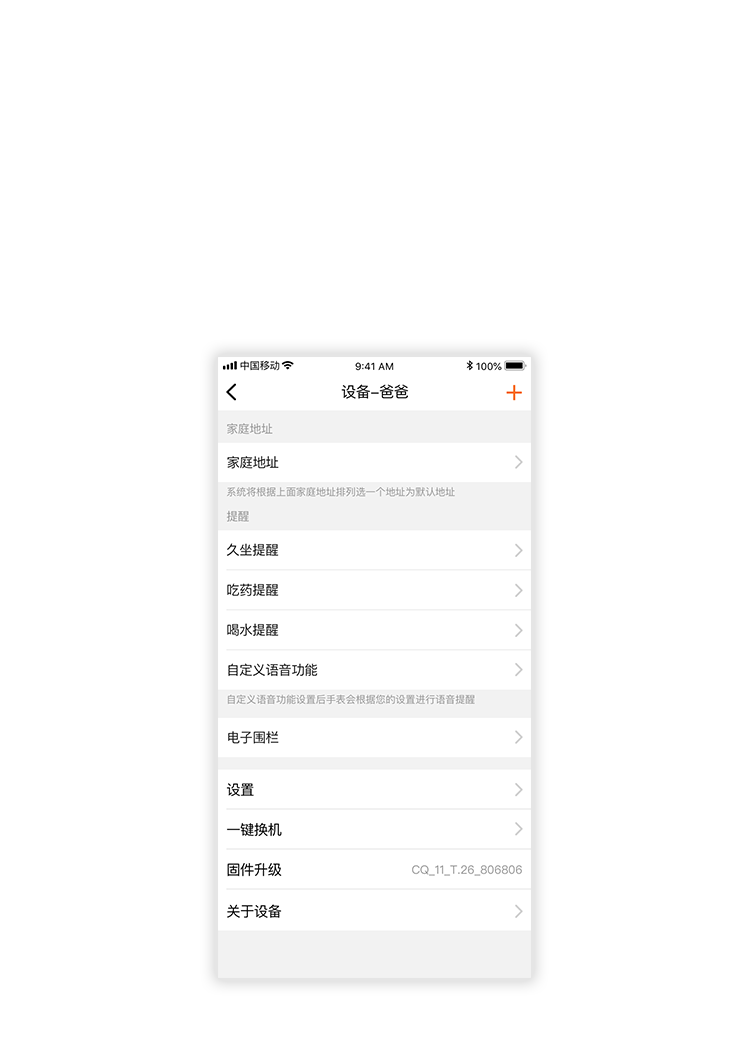 中国移动 9:41 AM 100%
设备-爸爸
家庭地址
家庭地址
系统将根据上面家庭地址排列选一个地址为默认地址
提醒
久坐提醒
吃药提醒
喝水提醒
自定义语音功能
自定义语音功能设置后手表会根据您的设置进行语音提醒
电子围栏
设置
一键换机
固件升级 CQ_11_T.26_806806
关于设备